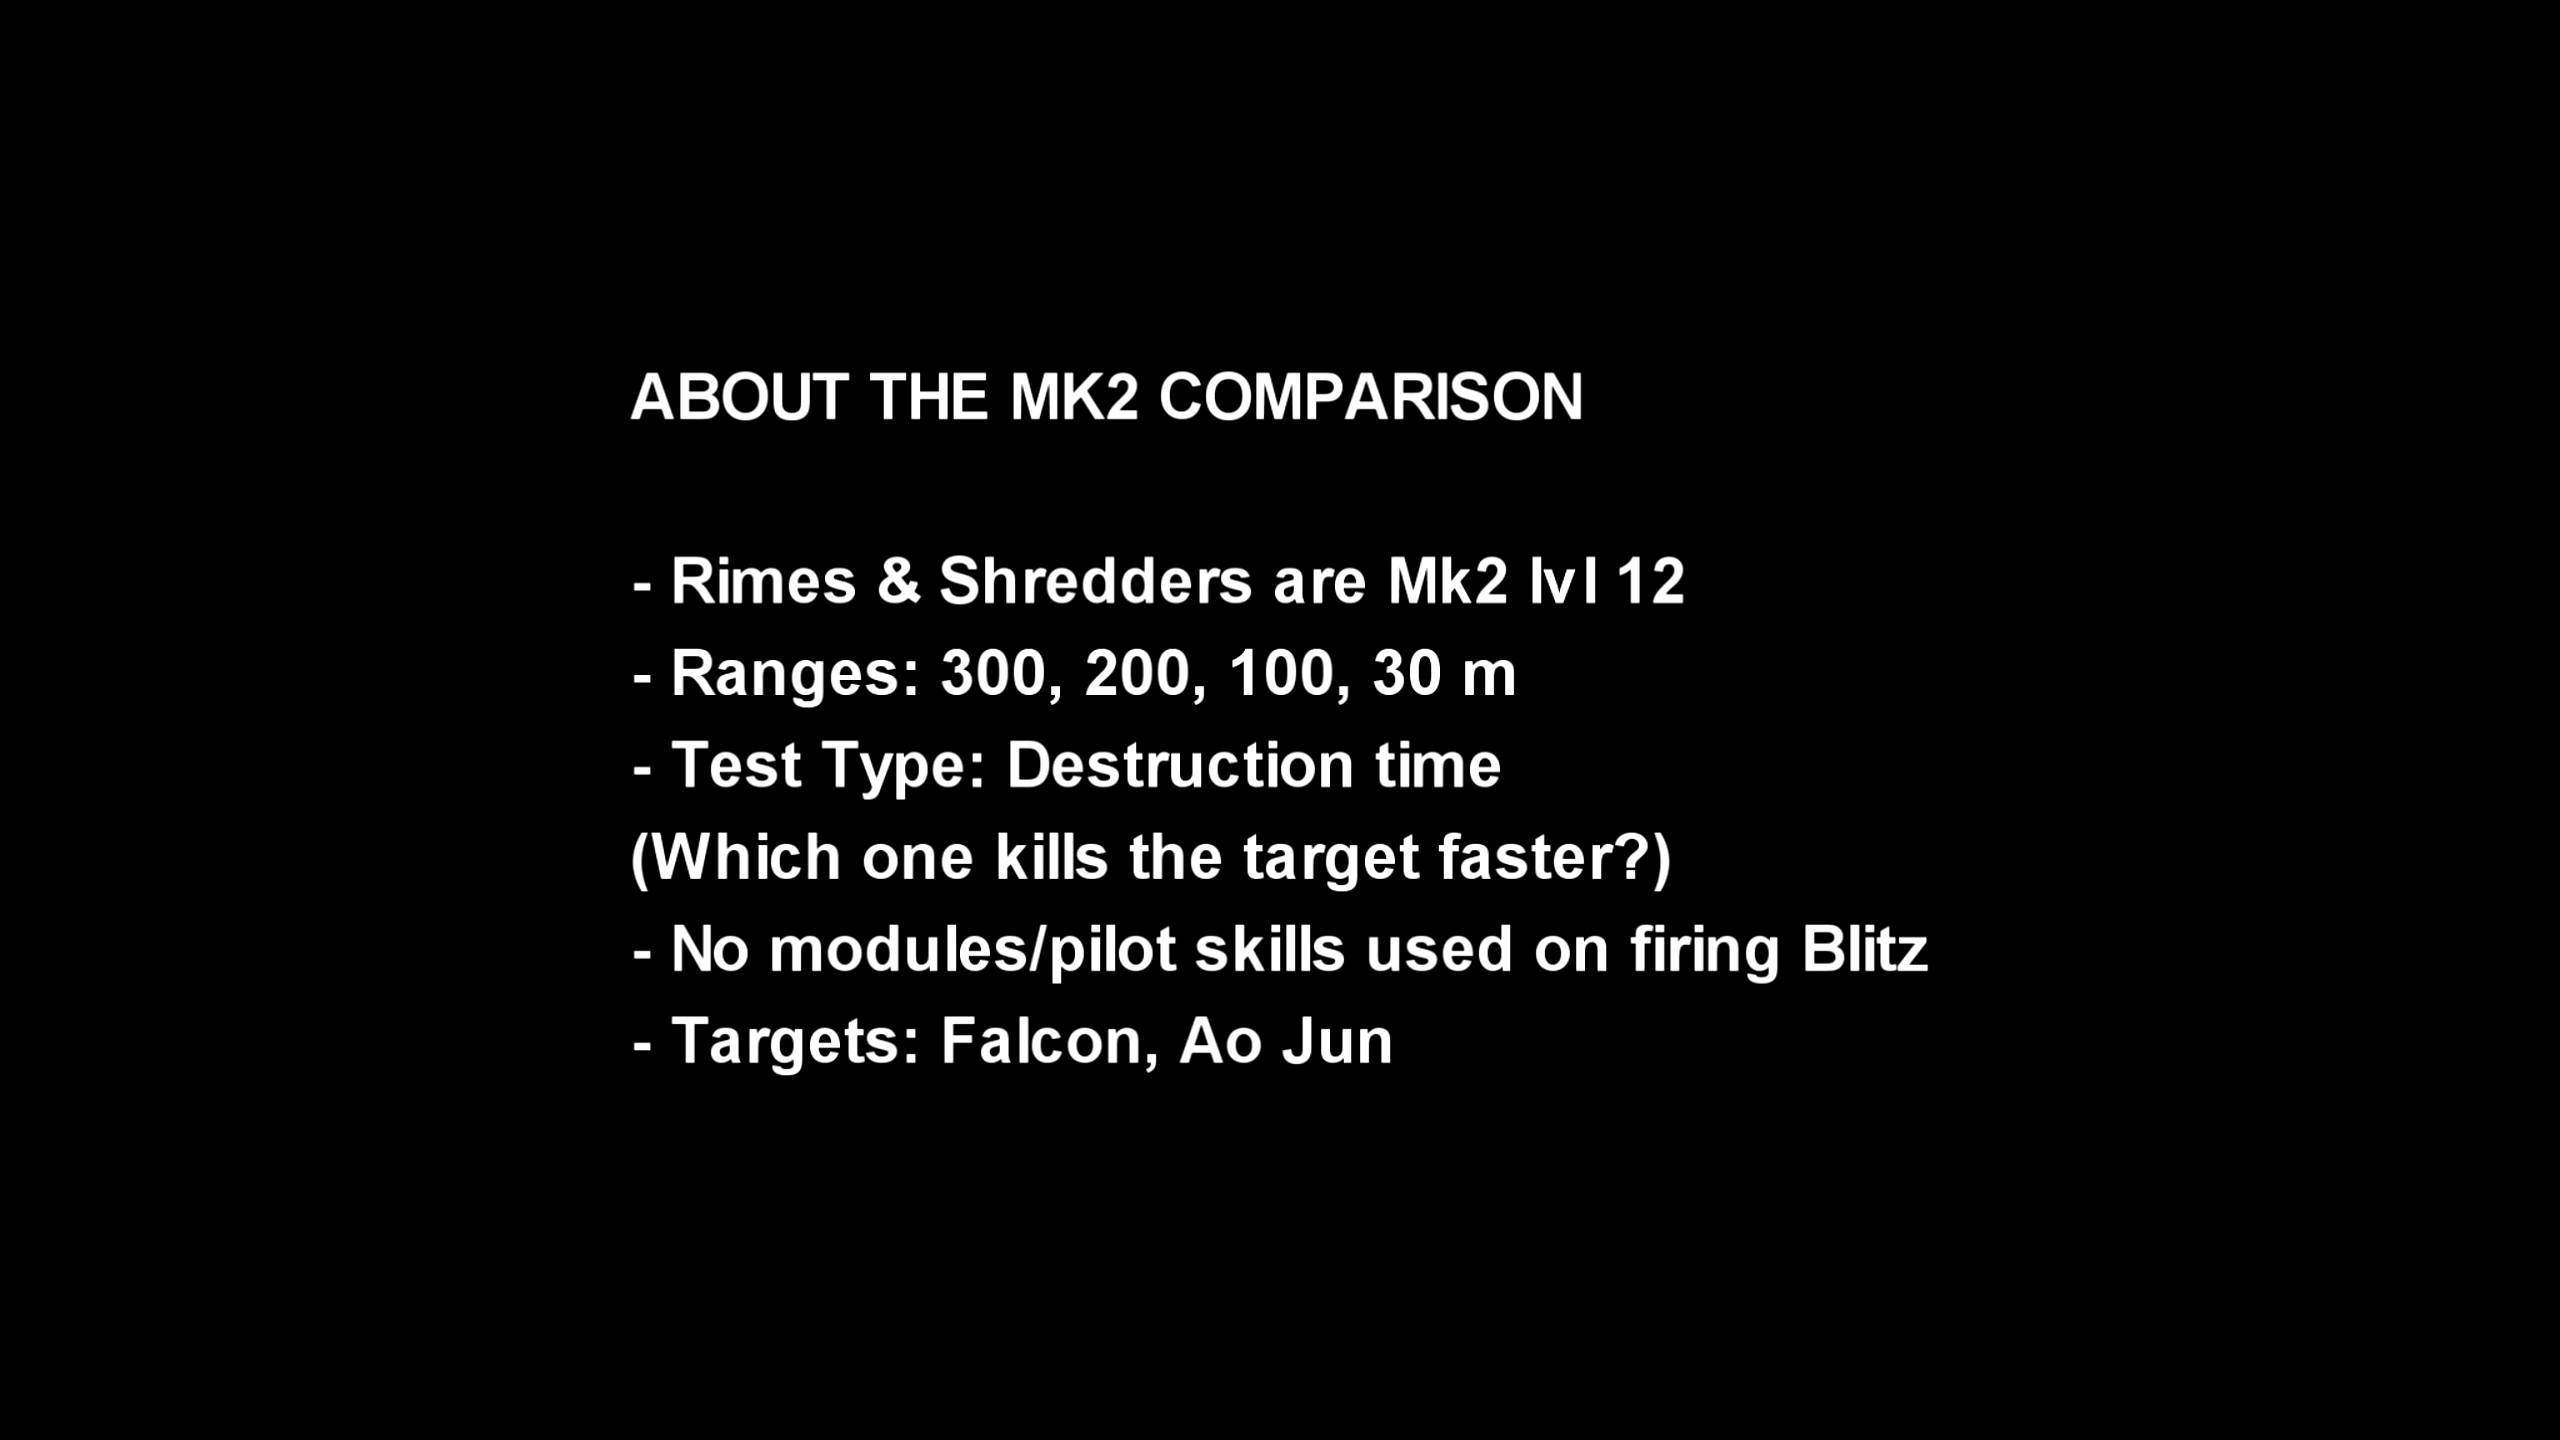 ABOUT THE MK2 COMPARISON
- Rimes & Shredders are Mk2 lvl 12
- Ranges: 300, 200, 100, 30 m
- Test Type: Destruction time
(Which one kills the target faster?)
- No modules/pilot skills used on firing Blitz
- Targets: Falcon, Ao Jun